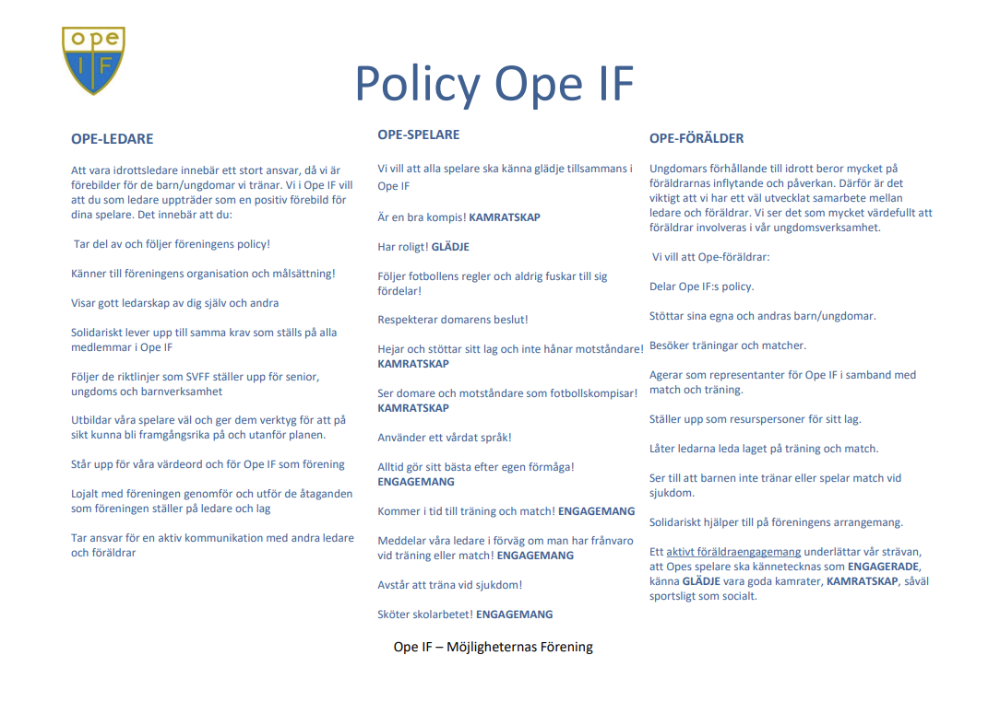 ope
IF
Policy Ope IF
OPE-LEDARE
Att vara idrottsledare innebär ett stort ansvar, då vi är
förebilder för de barn/ungdomar vi tränar. Vi i Ope IF vill
att du som ledare uppträder som en positiv förebild för
dina spelare. Det innebär att du:
Tar del av och följer föreningens policy!
Känner till föreningens organisation och målsättning!
Visar gott ledarskap av dig själv och andra
Solidariskt lever upp till samma krav som ställs på alla
medlemmar i Ope IF
Följer de riktlinjer som SVFF ställer upp för senior,
ungdoms och barnverksamhet
Utbildar våra spelare väl och ger dem verktyg för att på
sikt kunna bli framgångsrika på och utanför planen.
Står upp för våra värdeord och för Ope IF som förening
Lojalt med föreningen genomför och utför de åtaganden
som föreningen ställer på ledare och lag
Tar ansvar för en aktiv kommunikation med andra ledare
och föräldrar
OPE-SPELARE
Vi vill att alla spelare ska känna glädje tillsammans i
Ope IF
Är en bra kompis! KAMRATSKAP
Har roligt! GLÄDJE
Följer fotbollens regler och aldrig fuskar till sig
fördelar!
Respekterar domarens beslut!
Hejar och stöttar sitt lag och inte hånar motståndare!
KAMRATSKAP
Ser domare och motståndare som fotbollskompisar!
KAMRATSKAP
Använder ett vårdat språk!
Alltid gör sitt bästa efter egen förmåga!
ENGAGEMANG
Kommer i tid till träning och match! ENGAGEMANG
Meddelar våra ledare i förväg om man har frånvaro
vid träning eller match! ENGAGEMANG
Avstår att träna vid sjukdom!
Sköter skolarbetet! ENGAGEMANG
OPE-FÖRÄLDER
Ungdomars förhållande till idrott beror mycket på
föräldrarnas inflytande och påverkan. Därför är det
viktigt att vi har ett väl utvecklat samarbete mellan
ledare och föräldrar. Vi ser det som mycket värdefullt att
föräldrar involveras i vår ungdomsverksamhet.
Vi vill att Ope-föräldrar:
Delar Ope IF:s policy.
Stöttar sina egna och andras barn/ungdomar.
Besöker träningar och matcher.
Agerar som representanter för Ope IF i samband med
match och träning.
Ställer upp som resurspersoner för sitt lag.
Låter ledarna leda laget på träning och match.
Ser till att barnen inte tränar eller spelar match vid
sjukdom.
Solidariskt hjälper till på föreningens arrangemang.
Ett aktivt föräldraengagemang underlättar vår strävan,
att Opes spelare ska kännetecknas som ENGAGERADE,
känna GLÄDJE vara goda kamrater, KAMRATSKAP, såväl
sportsligt som socialt.
Ope IF – Möjligheternas Förening